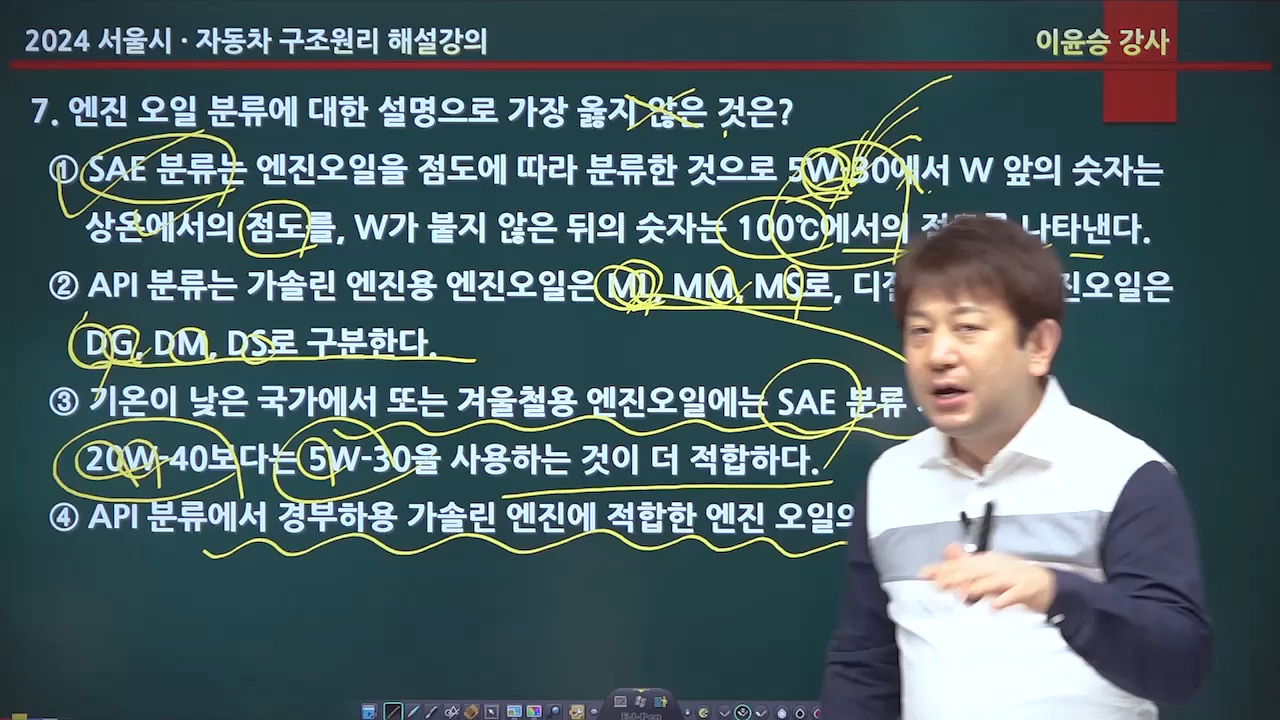 2024 서울시 · 자동차 구조원리 해설강의
이윤승 강사
7. 엔진 오일 분류에 대한 설명으로 가장 옳지 않은 것은?
① SAE 분류는 엔진오일을 점도에 따라 분류한 것으로 5W-30에서 W 앞의 숫자는
상온에서의 점도를, W가 붙지 않은 뒤의 숫자는 100℃에서의 나타낸다.
② API 분류는 가솔린 엔진용 엔진오일은 ML, MM, MS로, 엔진오일은
DG, DM, DS로 구분한다.
③ 기온이 낮은 국가에서 또는 겨울철용 엔진오일에는 SAE 분류
20W-40보다는 5W-30을 사용하는 것이 더 적합하다.
④ API 분류에서 경부하용 가솔린 엔진에 적합한 엔진